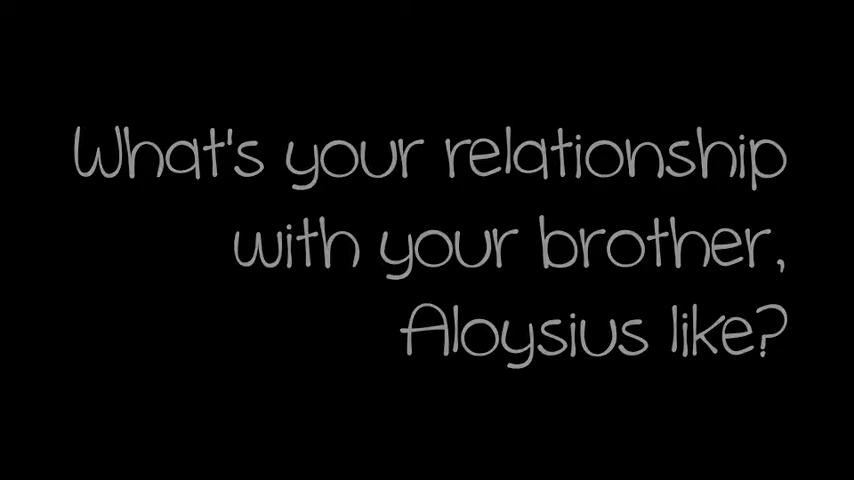 What's your relationship
with your brother,
Aloysius like?